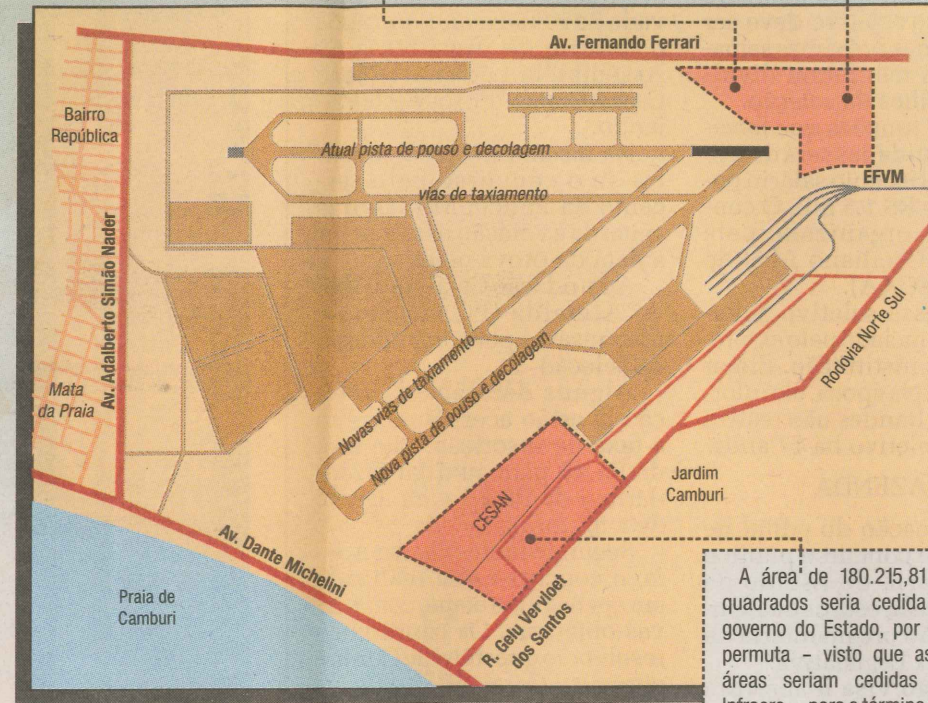 Av. Fernando Ferrari
Bairro
República
Atual pista de pouso e decolagem
EFVM
vias de taxiamento
Av. Adalberto Simão Nader
Rodovia Norte Sul
Mata
da Praia
Novas vias de taxiamento
Nova pista de pouso e decolagem
Jardim
Camburi
CESAN
Av. Dante Michelini
Praia de
Camburi
R. Gelu Vervloet
dos Santos
A área de 180.215,81
quadrados seria cedida
governo do Estado, por
permuta – visto que as
áreas seriam cedidas